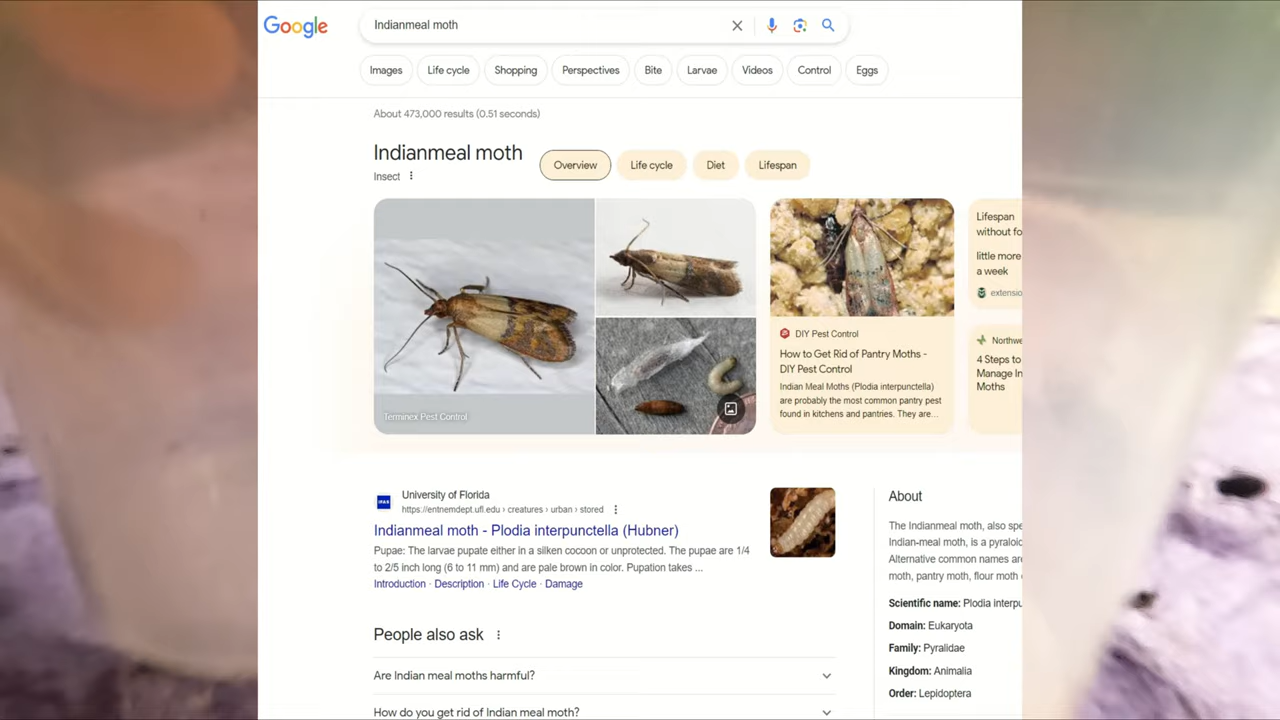 Google
Indianmeal moth
Images
Life cycle
Shopping
Perspectives
Bite
Larvae
Videos
Control
Eggs
About 473,000 results (0.51 seconds)
Indianmeal moth
Insect
Overview
Life cycle
Diet
Lifespan
Terminex Pest Control
DIY Pest Control
How to Get Rid of Pantry Moths -
DIY Pest Control
Indian Meal Moths (Plodia interpunctella)
are probably the most common pantry pest
found in kitchens and pantries. They are...
Lifespan
without fo
little more
a week
extensio
Northwe
4 Steps to
Manage In
Moths
IFAS
University of Florida
https://entnemdept.ufl.edu › creatures › urban › stored
Indianmeal moth - Plodia interpunctella (Hubner)
Pupae: The larvae pupate either in a silken cocoon or unprotected. The pupae are 1/4
to 2/5 inch long (6 to 11 mm) and are pale brown in color. Pupation takes ...
Introduction · Description · Life Cycle · Damage
People also ask
Are Indian meal moths harmful?
How do you get rid of Indian meal moth?
About
The Indianmeal moth, also spe
Indian-meal moth, is a pyraloid
Alternative common names are
moth, pantry moth, flour moth
Scientific name: Plodia interpu
Domain: Eukaryota
Family: Pyralidae
Kingdom: Animalia
Order: Lepidoptera